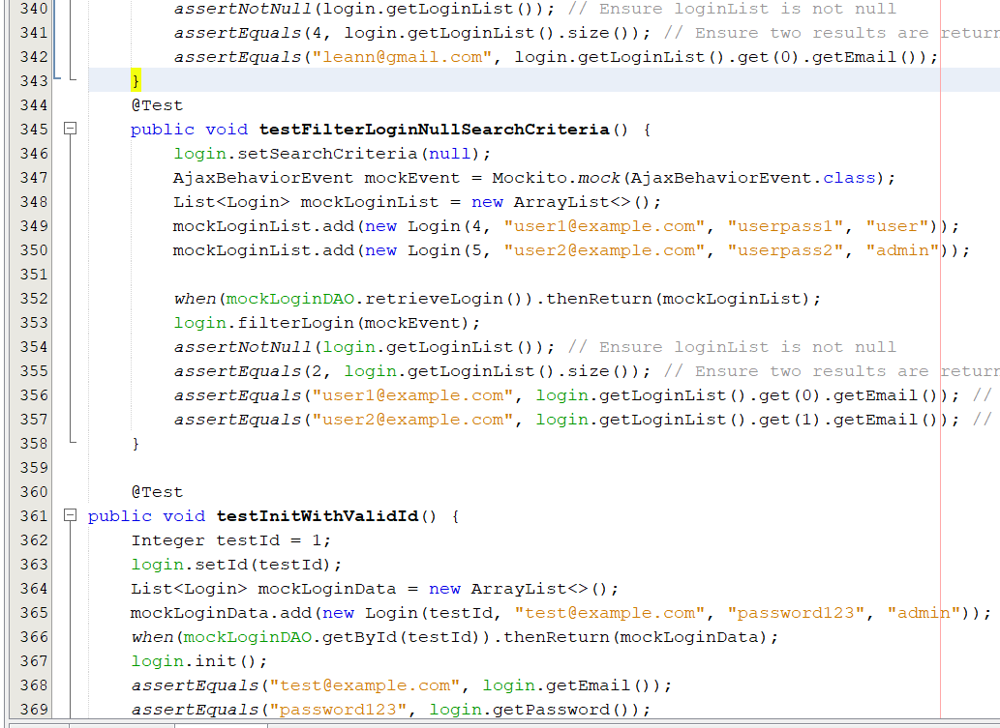 340 assertNotNull(login.getLoginList()); // Ensure loginList is not null
341 assertEquals(4, login.getLoginList().size()); // Ensure two results are return
342 assertEquals("leann@gmail.com", login.getLoginList().get(0).getEmail());
343 }
344 @Test
345 public void testFilterLoginNullSearchCriteria() {
346 login.setSearchCriteria(null);
347 AjaxBehaviorEvent mockEvent = Mockito.mock(AjaxBehaviorEvent.class);
348 List<Login> mockLoginList = new ArrayList<>();
349 mockLoginList.add(new Login(4, "user1@example.com", "userpass1", "user"));
350 mockLoginList.add(new Login(5, "user2@example.com", "userpass2", "admin"));
351
352 when(mockLoginDAO.retrieveLogin()).thenReturn(mockLoginList);
353 login.filterLogin(mockEvent);
354 assertNotNull(login.getLoginList()); // Ensure loginList is not null
355 assertEquals(2, login.getLoginList().size()); // Ensure two results are return
356 assertEquals("user1@example.com", login.getLoginList().get(0).getEmail()); //
357 assertEquals("user2@example.com", login.getLoginList().get(1).getEmail()); //
358 }
359
360 @Test
361 public void testInitWithValidId() {
362 Integer testId = 1;
363 login.setId(testId);
364 List<Login> mockLoginData = new ArrayList<>();
365 mockLoginData.add(new Login(testId, "test@example.com", "password123", "admin"));
366 when(mockLoginDAO.getById(testId)).thenReturn(mockLoginData);
367 login.init();
368 assertEquals("test@example.com", login.getEmail());
369 assertEquals("password123", login.getPassword());